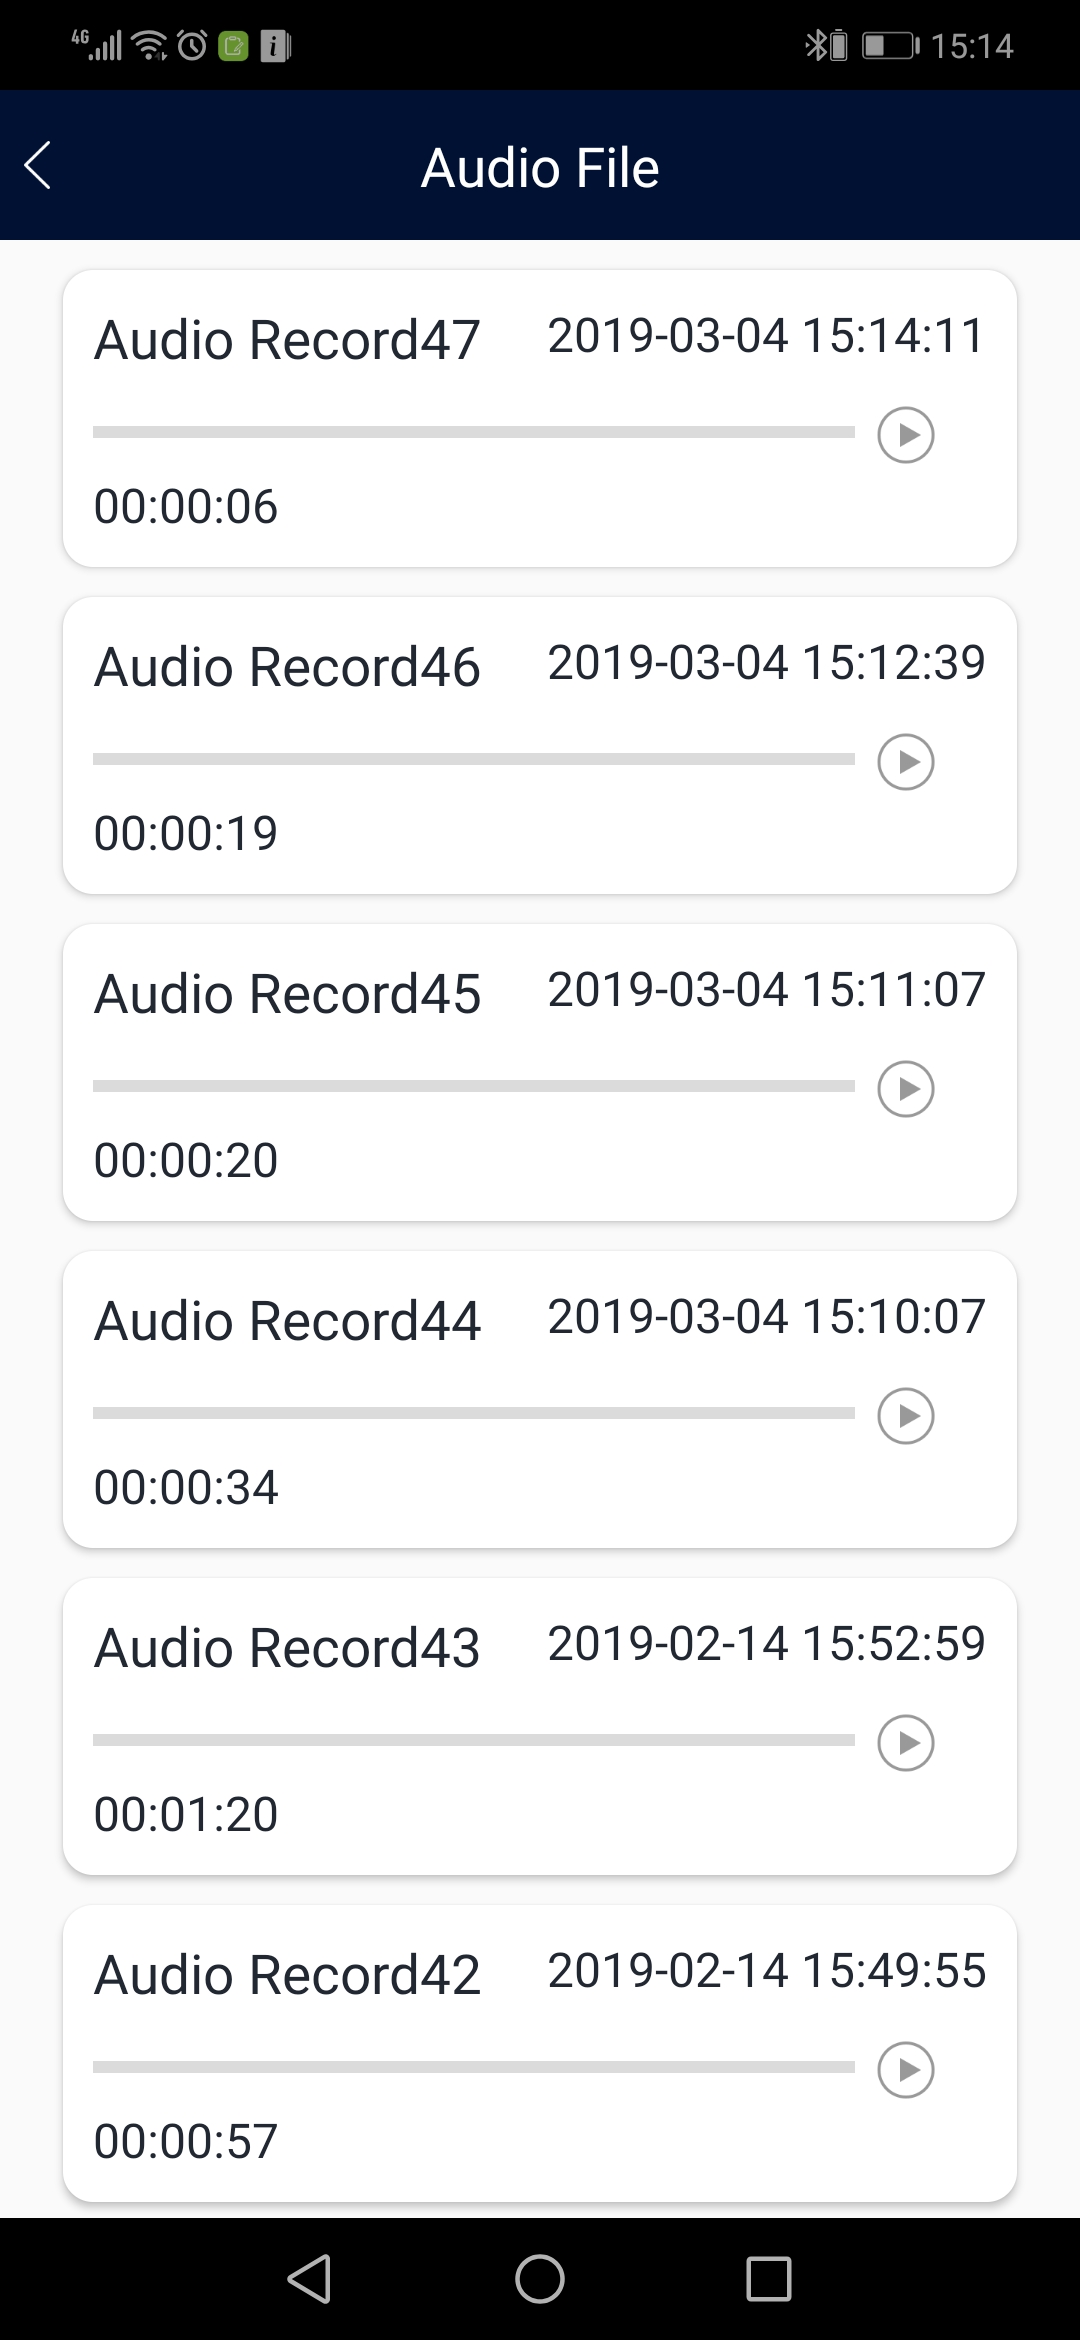 4G 15:14
Audio File
Audio Record47 2019-03-04 15:14:11
00:00:06
Audio Record46 2019-03-04 15:12:39
00:00:19
Audio Record45 2019-03-04 15:11:07
00:00:20
Audio Record44 2019-03-04 15:10:07
00:00:34
Audio Record43 2019-02-14 15:52:59
00:01:20
Audio Record42 2019-02-14 15:49:55
00:00:57